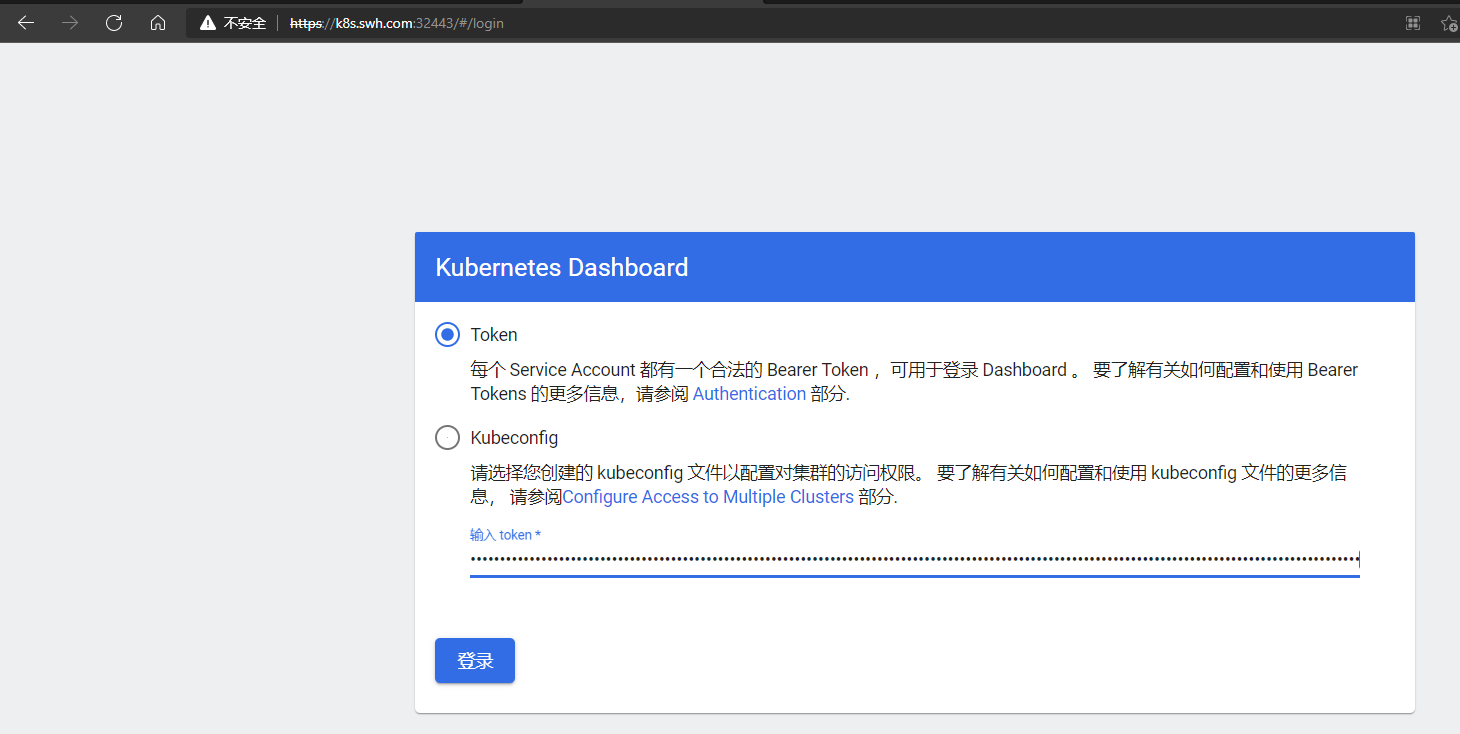 不安全 https://k8s.swh.com:32443/#/login
Kubernetes Dashboard
Token
每个 Service Account 都有一个合法的 Bearer Token ，可用于登录 Dashboard 。 要了解有关如何配置和使用 Bearer
Tokens 的更多信息，请参阅 Authentication 部分.
Kubeconfig
请选择您创建的 kubeconfig 文件以配置对集群的访问权限。 要了解有关如何配置和使用 kubeconfig 文件的更多信
息， 请参阅Configure Access to Multiple Clusters 部分.
输入 token *
登录